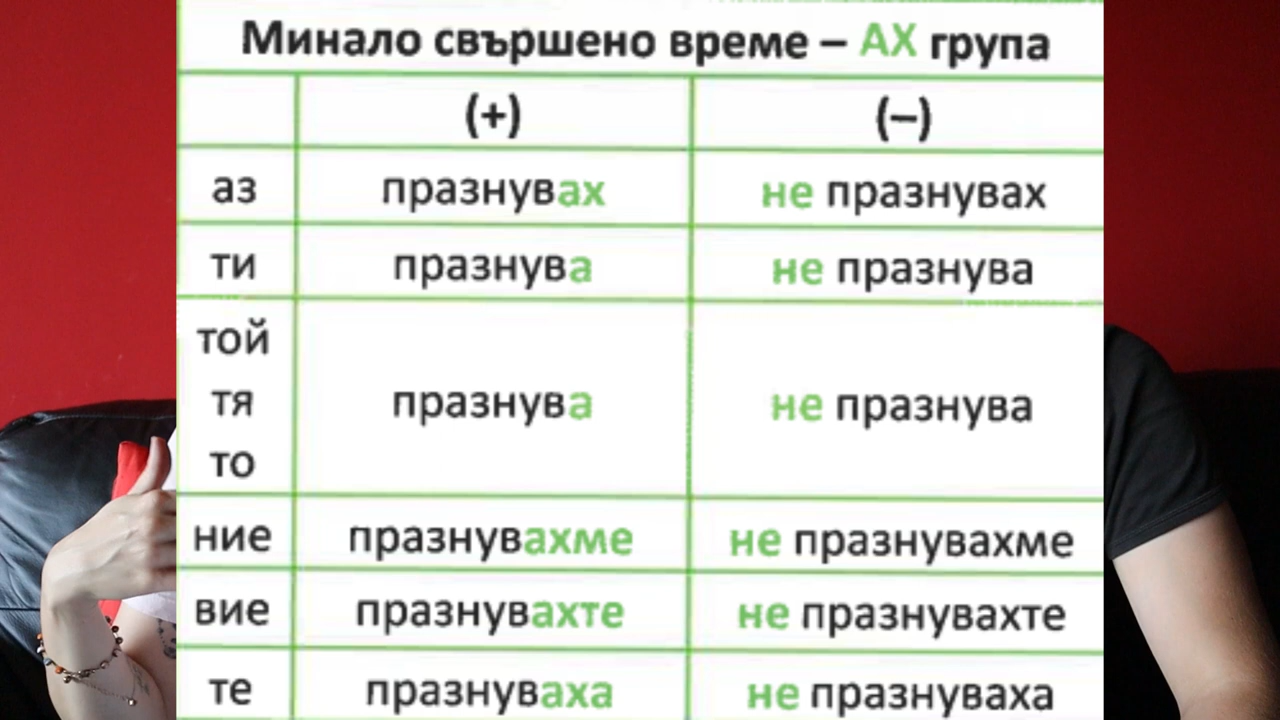 Минало свършено време – АХ група
(+) (–)
аз празнувах не празнувах
ти празнува не празнува
той
тя празнува не празнува
то
ние празнувахме не празнувахме
вие празнувахте не празнувахте
те празнуваха не празнуваха